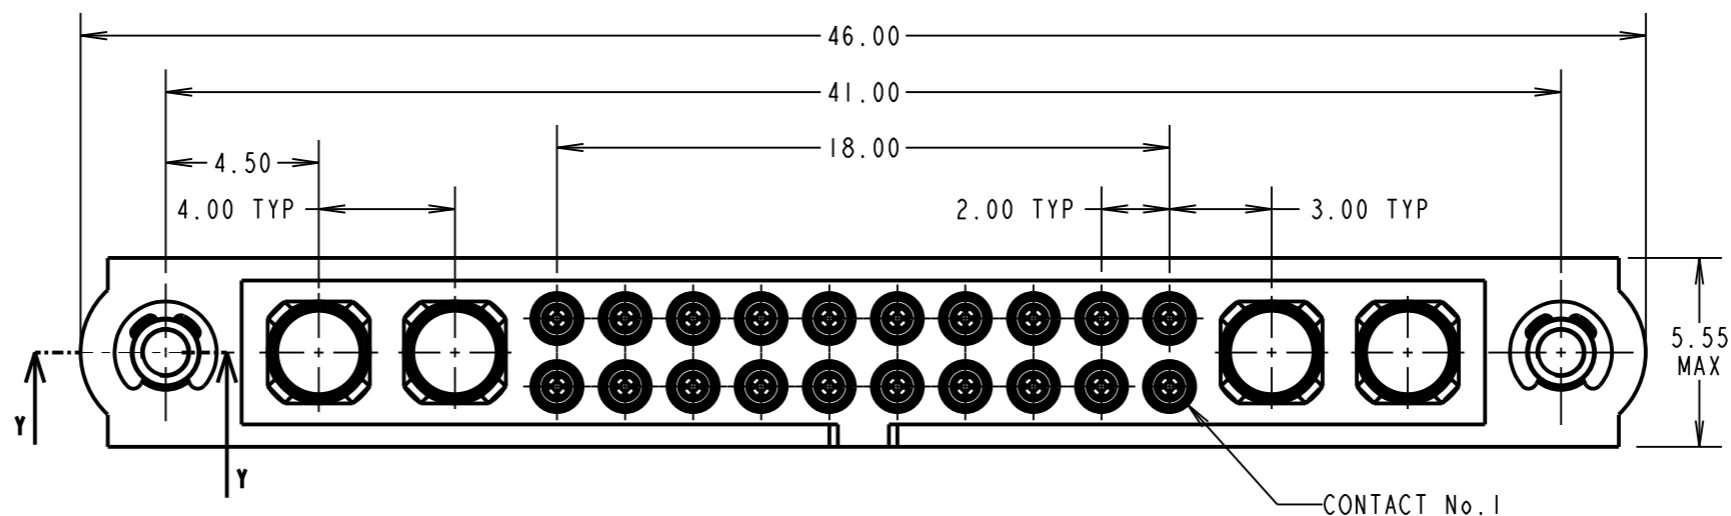 46.00
41.00
18.00
4.50
4.00 TYP
2.00 TYP
3.00 TYP
5.55
MAX
Y
Y
CONTACT No.1